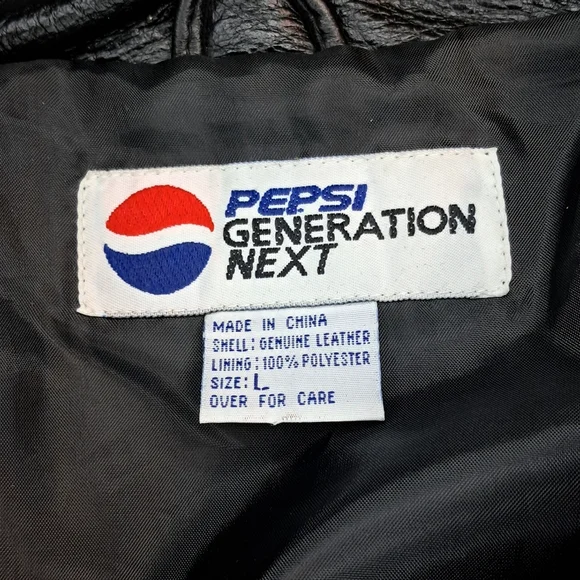 PEPSI
GENERATION
NEXT
MADE IN CHINA
SHELL: GENUINE LEATHER
LINING: 100% POLYESTER
SIZE: L
OVER FOR CARE